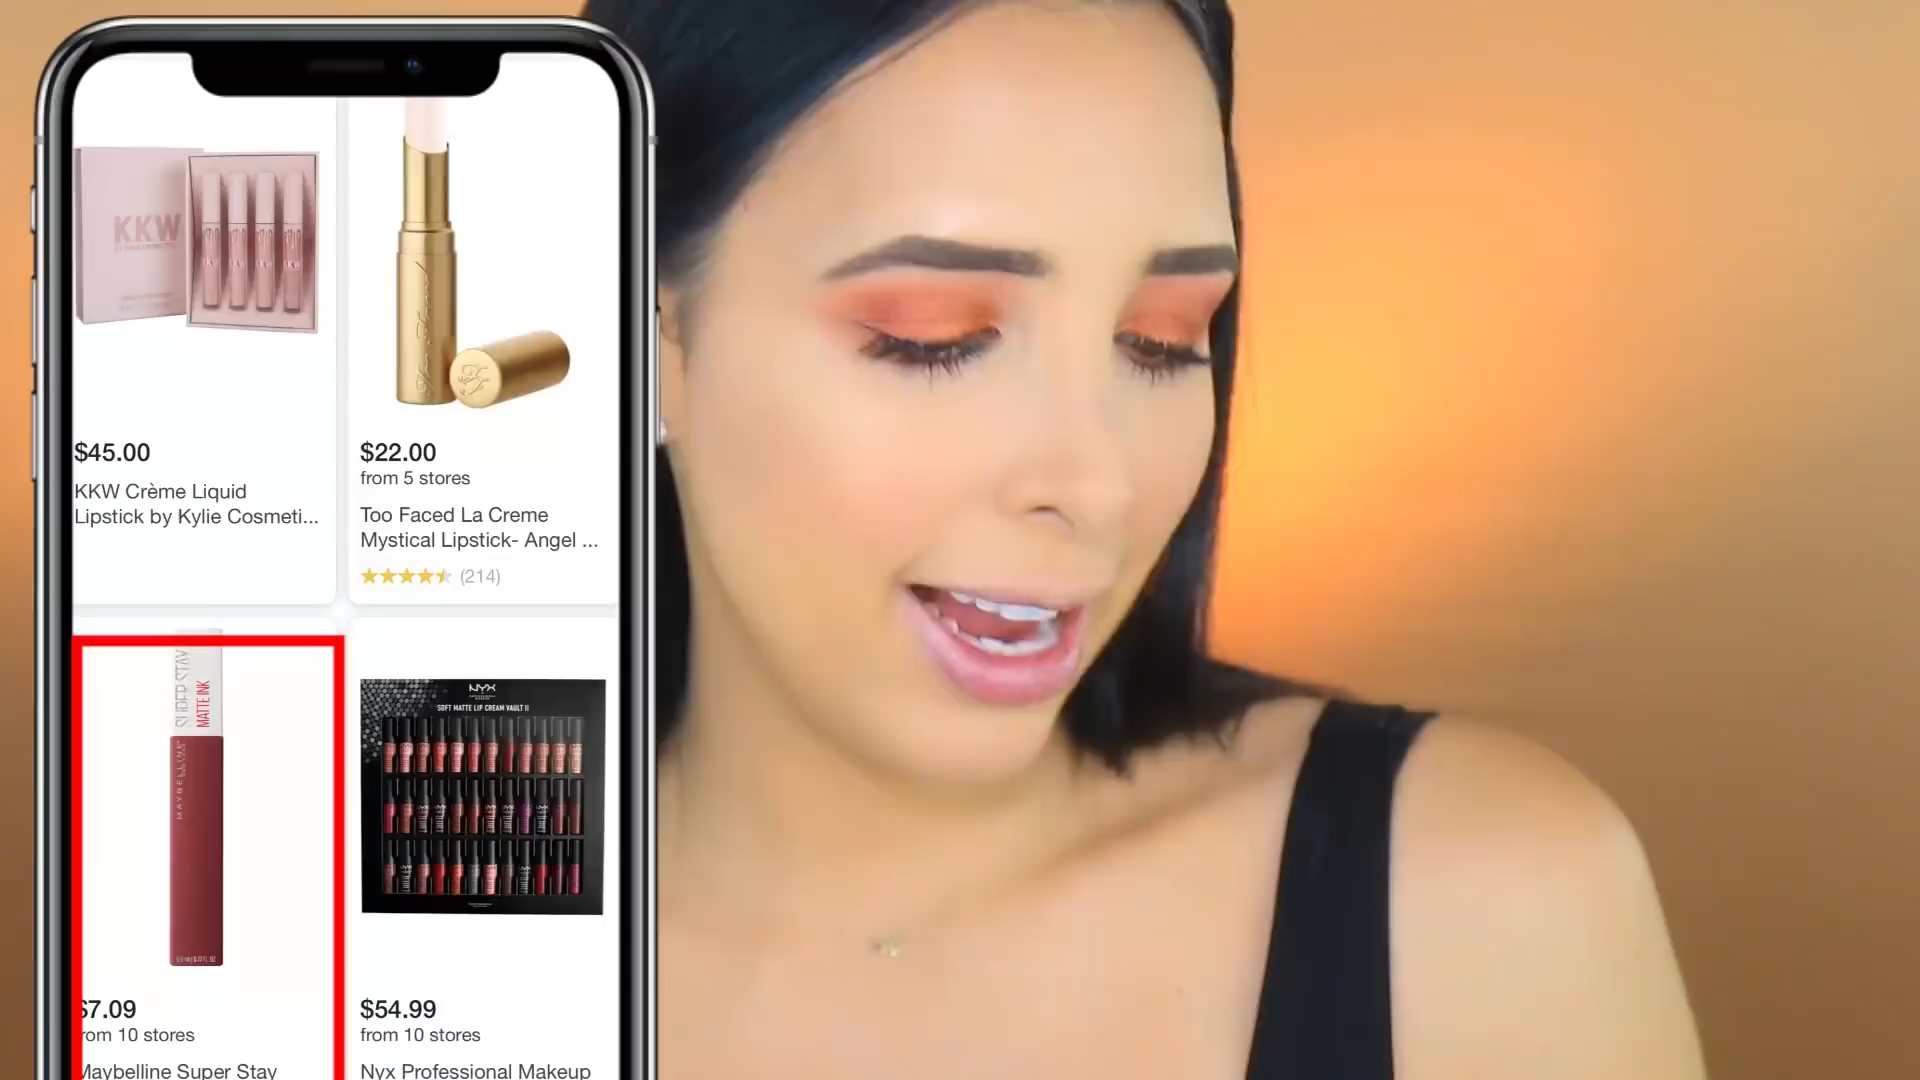 KKW
$45.00
KKW Crème Liquid
Lipstick by Kylie Cosmeti...
$22.00
from 5 stores
Too Faced La Creme
Mystical Lipstick- Angel ...
(214)
SUPER STAY
MATTE INK
MAYBELLINE
$7.09
from 10 stores
Maybelline Super Stay
NYX
SOFT MATTE LIP CREAM VAULT II
$54.99
from 10 stores
Nyx Professional Makeup